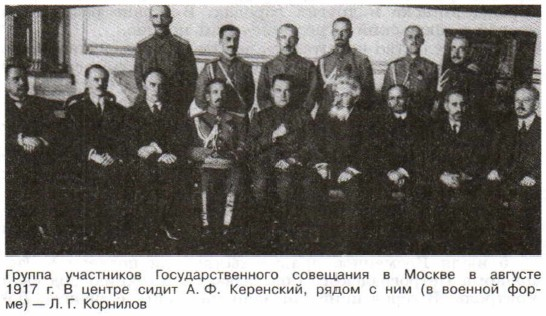 Группа участников Государственного совещания в Москве в августе
1917 г. В центре сидит А. Ф. Керенский, рядом с ним (в военной фор-
ме) — Л. Г. Корнилов